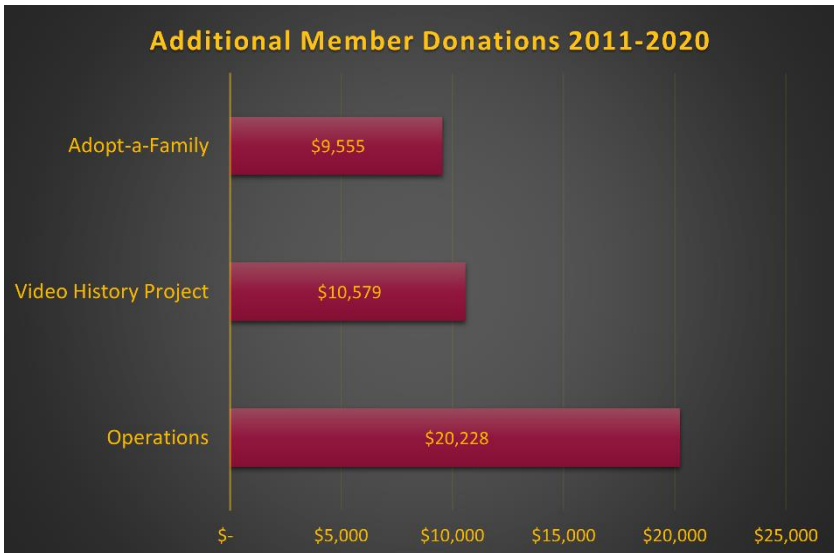 Additional Member Donations 2011-2020
Adopt-a-Family
$9,555
Video History Project
$10,579
Operations
$20,228
$-
$5,000
$10,000
$15,000
$20,000
$25,000